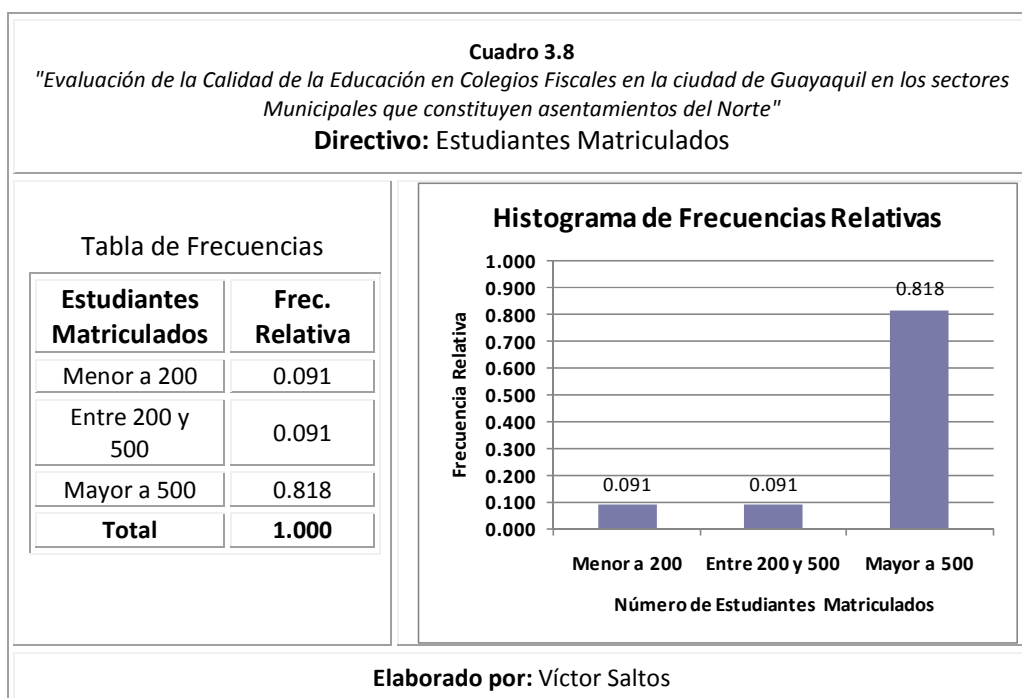 Cuadro 3.8
"Evaluación de la Calidad de la Educación en Colegios Fiscales en la ciudad de Guayaquil en los sectores
Municipales que constituyen asentamientos del Norte"
Directivo: Estudiantes Matriculados
Tabla de Frecuencias
Estudiantes Matriculados Frec. Relativa
Menor a 200 0.091
Entre 200 y 500 0.091
Mayor a 500 0.818
Total 1.000
Histograma de Frecuencias Relativas
Frecuencia Relativa
1.000
0.900
0.800
0.700
0.600
0.500
0.400
0.300
0.200
0.100
0.000
0.091 0.091 0.818
Menor a 200 Entre 200 y 500 Mayor a 500
Número de Estudiantes Matriculados
Elaborado por: Víctor Saltos